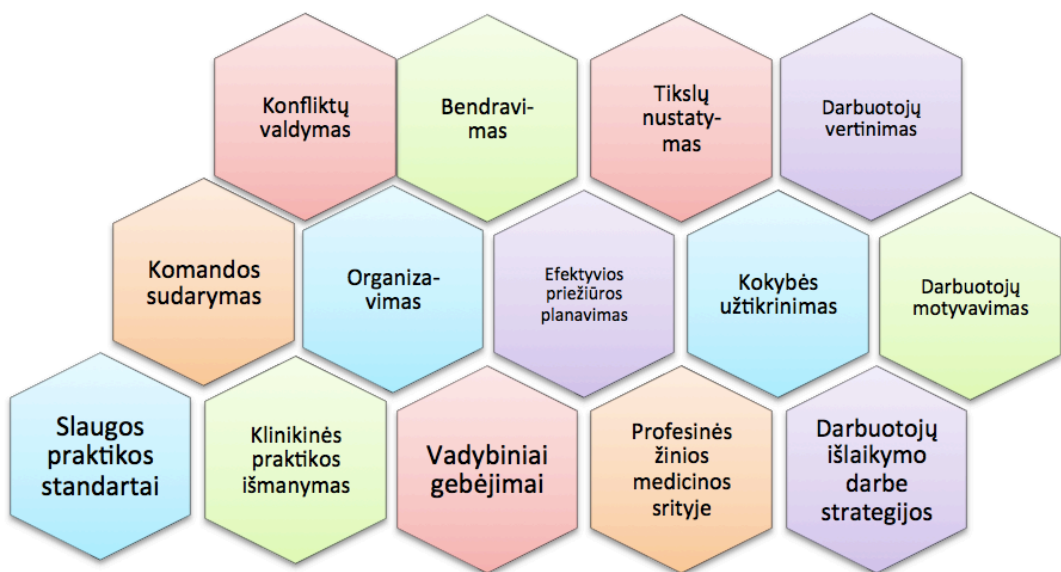 Konfliktų
valdymas
Bendravi-
mas
Tikslų
nustaty-
mas
Darbuotojų
vertinimas
Komandos
sudarymas
Organiza-
vimas
Efektyvios
priežiūros
planavimas
Kokybės
užtikrinimas
Darbuotojų
motyvavimas
Slaugos
praktikos
standartai
Klinikinės
praktikos
išmanymas
Vadybiniai
gebėjimai
Profesinės
žinios
medicinos
srityje
Darbuotojų
išlaikymo
darbe
strategijos